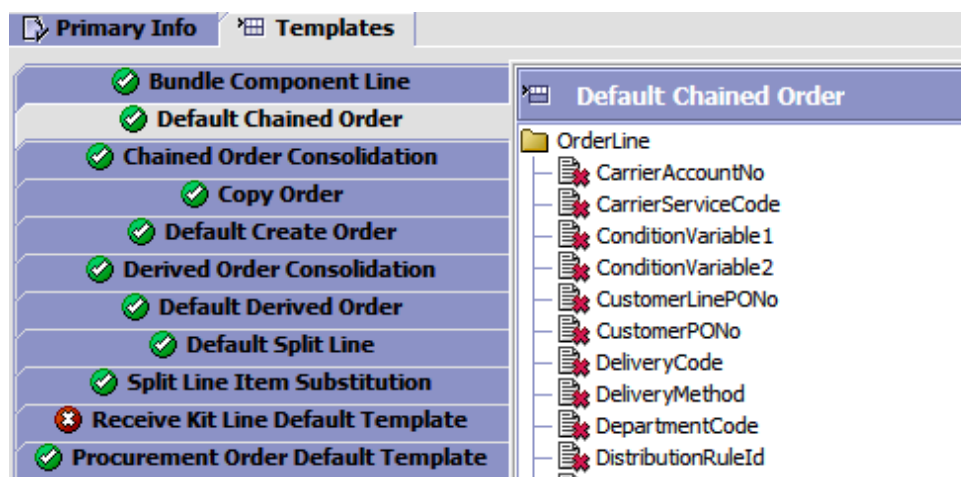 Primary Info
Templates
Bundle Component Line
Default Chained Order
Chained Order Consolidation
Copy Order
Default Create Order
Derived Order Consolidation
Default Derived Order
Default Split Line
Split Line Item Substitution
Receive Kit Line Default Template
Procurement Order Default Template
Default Chained Order
OrderLine
CarrierAccountNo
CarrierServiceCode
ConditionVariable1
ConditionVariable2
CustomerLinePONo
CustomerPONo
DeliveryCode
DeliveryMethod
DepartmentCode
DistributionRuleId